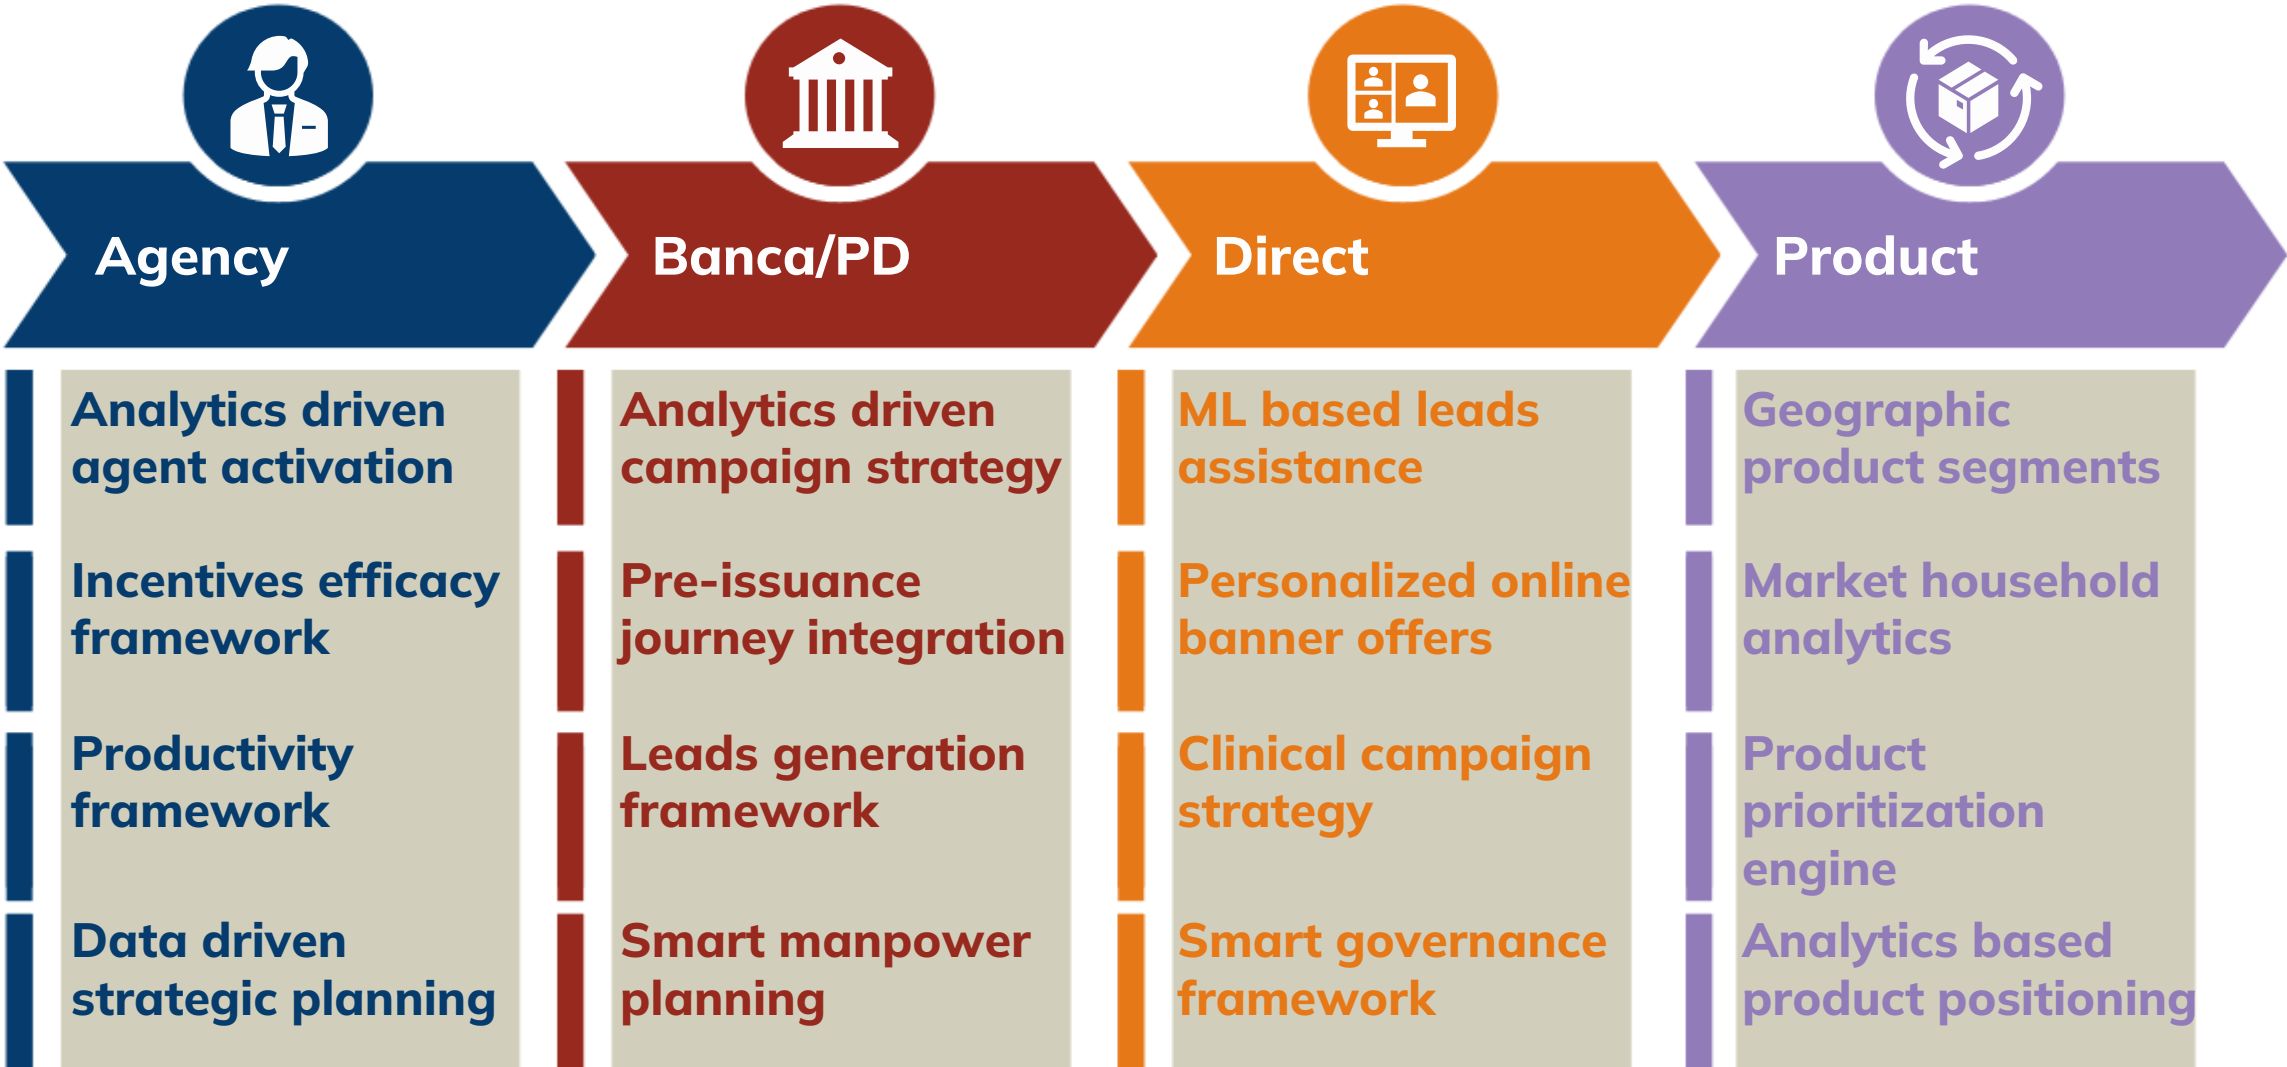 Agency
Analytics driven
agent activation
Incentives efficacy
framework
Productivity
framework
Data driven
strategic planning
Banca/PD
Analytics driven
campaign strategy
Pre-issuance
journey integration
Leads generation
framework
Smart manpower
planning
Direct
ML based leads
assistance
Personalized online
banner offers
Clinical campaign
strategy
Smart governance
framework
Product
Geographic
product segments
Market household
analytics
Product
prioritization
engine
Analytics based
product positioning